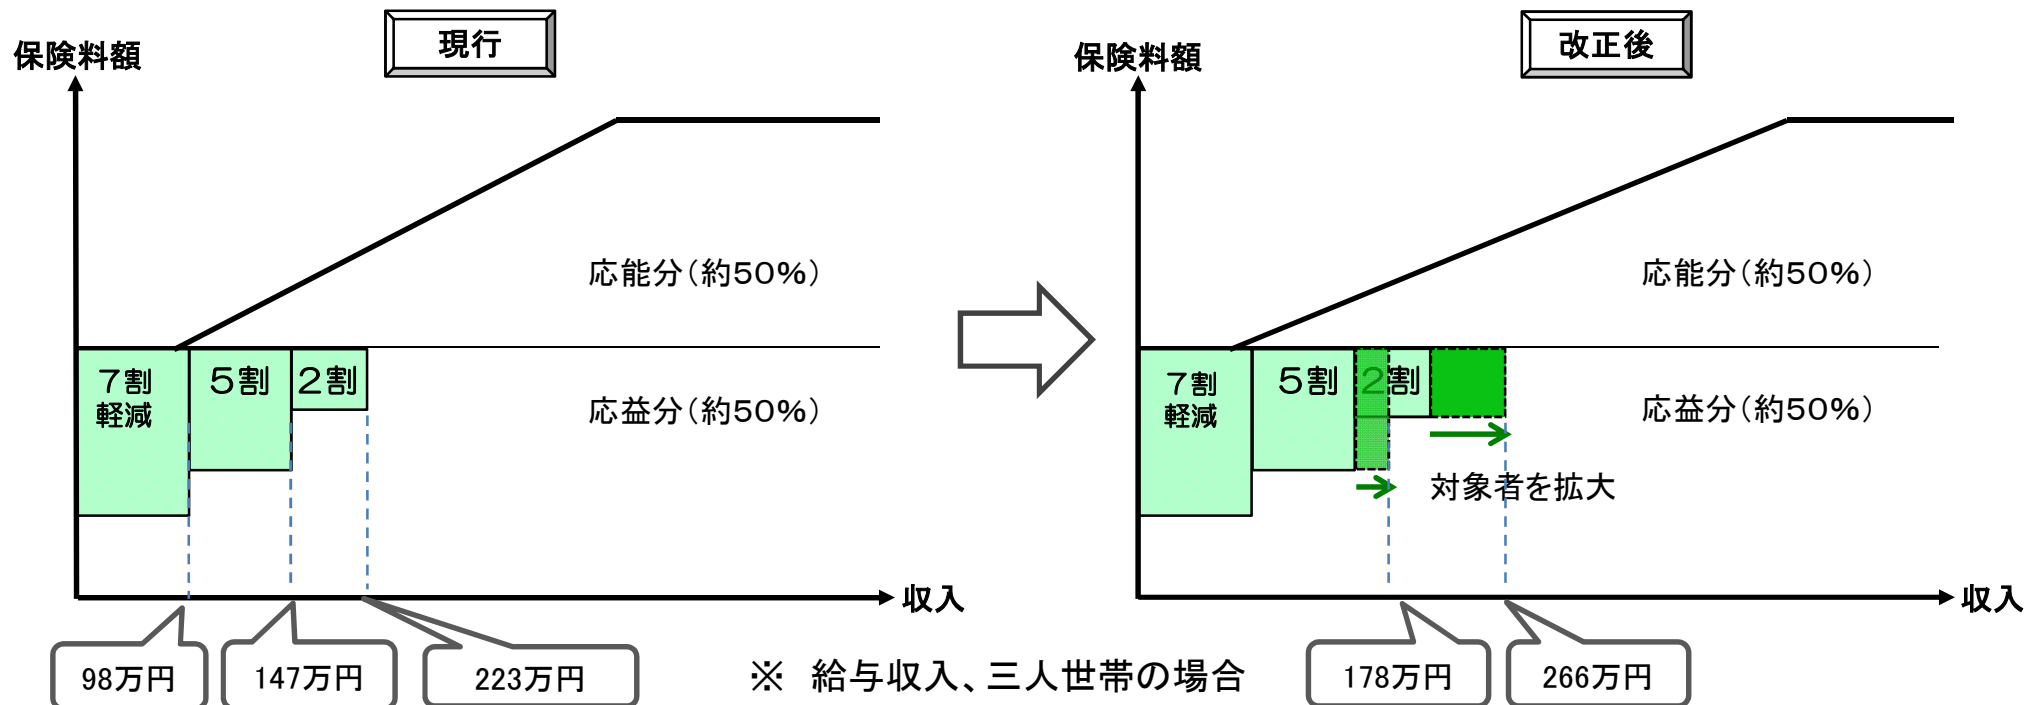 現行
保険料額
応能分(約50%)
7割
軽減
5割
2割
応益分(約50%)
収入
98万円
147万円
223万円
改正後
保険料額
応能分(約50%)
7割
軽減
5割
2割
応益分(約50%)
対象者を拡大
収入
178万円
266万円
※ 給与収入、三人世帯の場合